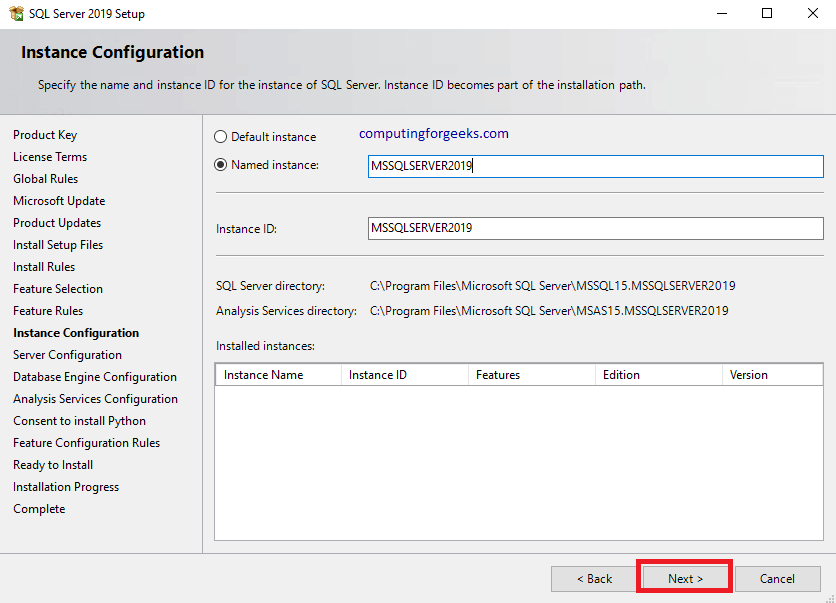 SQL Server 2019 Setup
Instance Configuration
Specify the name and instance ID for the instance of SQL Server. Instance ID becomes part of the installation path.
Product Key
License Terms
Global Rules
Microsoft Update
Product Updates
Install Setup Files
Install Rules
Feature Selection
Feature Rules
Instance Configuration
Server Configuration
Database Engine Configuration
Analysis Services Configuration
Consent to install Python
Feature Configuration Rules
Ready to Install
Installation Progress
Complete
Default instance computingforgeeks.com
Named instance: MSSQLSERVER2019
Instance ID: MSSQLSERVER2019
SQL Server directory: C:\Program Files\Microsoft SQL Server\MSSQL15.MSSQLSERVER2019
Analysis Services directory: C:\Program Files\Microsoft SQL Server\MSAS15.MSSQLSERVER2019
Installed instances:
Instance Name Instance ID Features Edition Version
< Back Next > Cancel